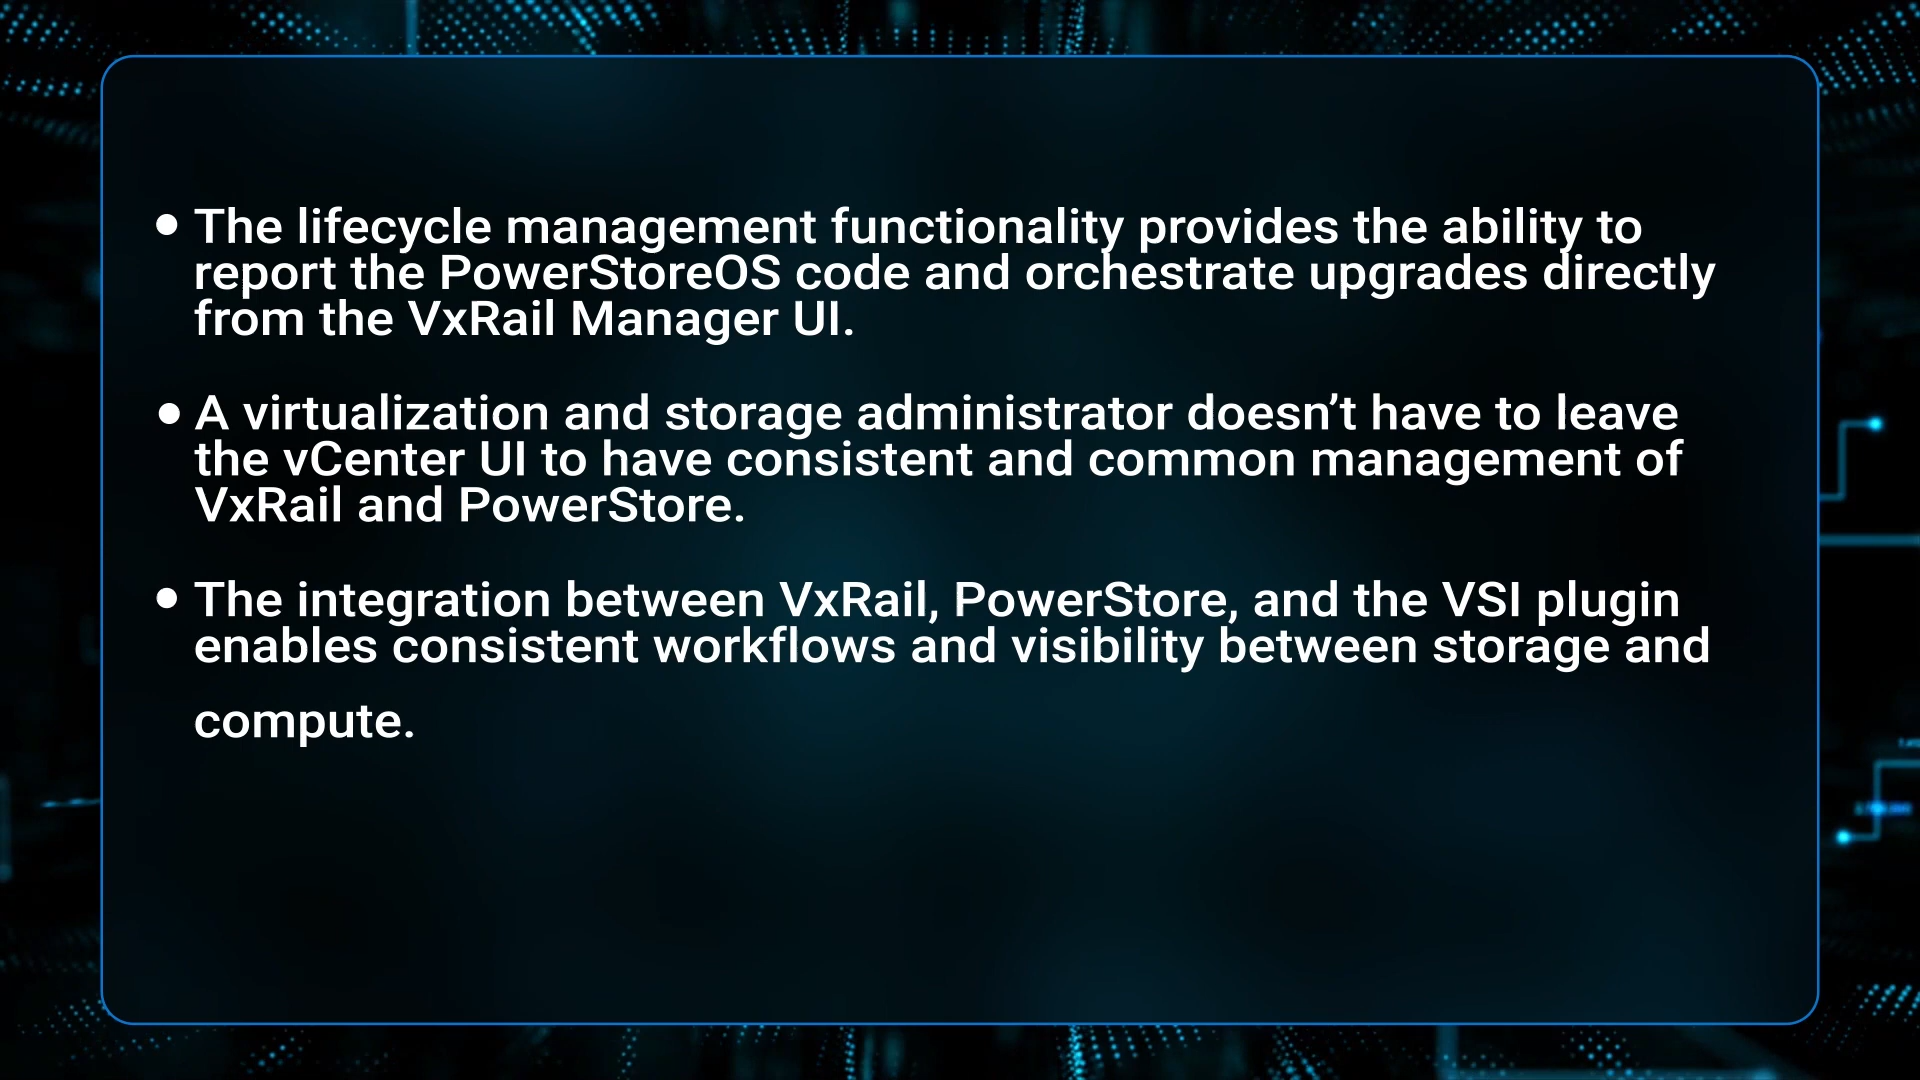 • The lifecycle management functionality provides the ability to
report the PowerStoreOS code and orchestrate upgrades directly
from the VxRail Manager UI.
• A virtualization and storage administrator doesn’t have to leave
the vCenter UI to have consistent and common management of
VxRail and PowerStore.
• The integration between VxRail, PowerStore, and the VSI plugin
enables consistent workflows and visibility between storage and
compute.